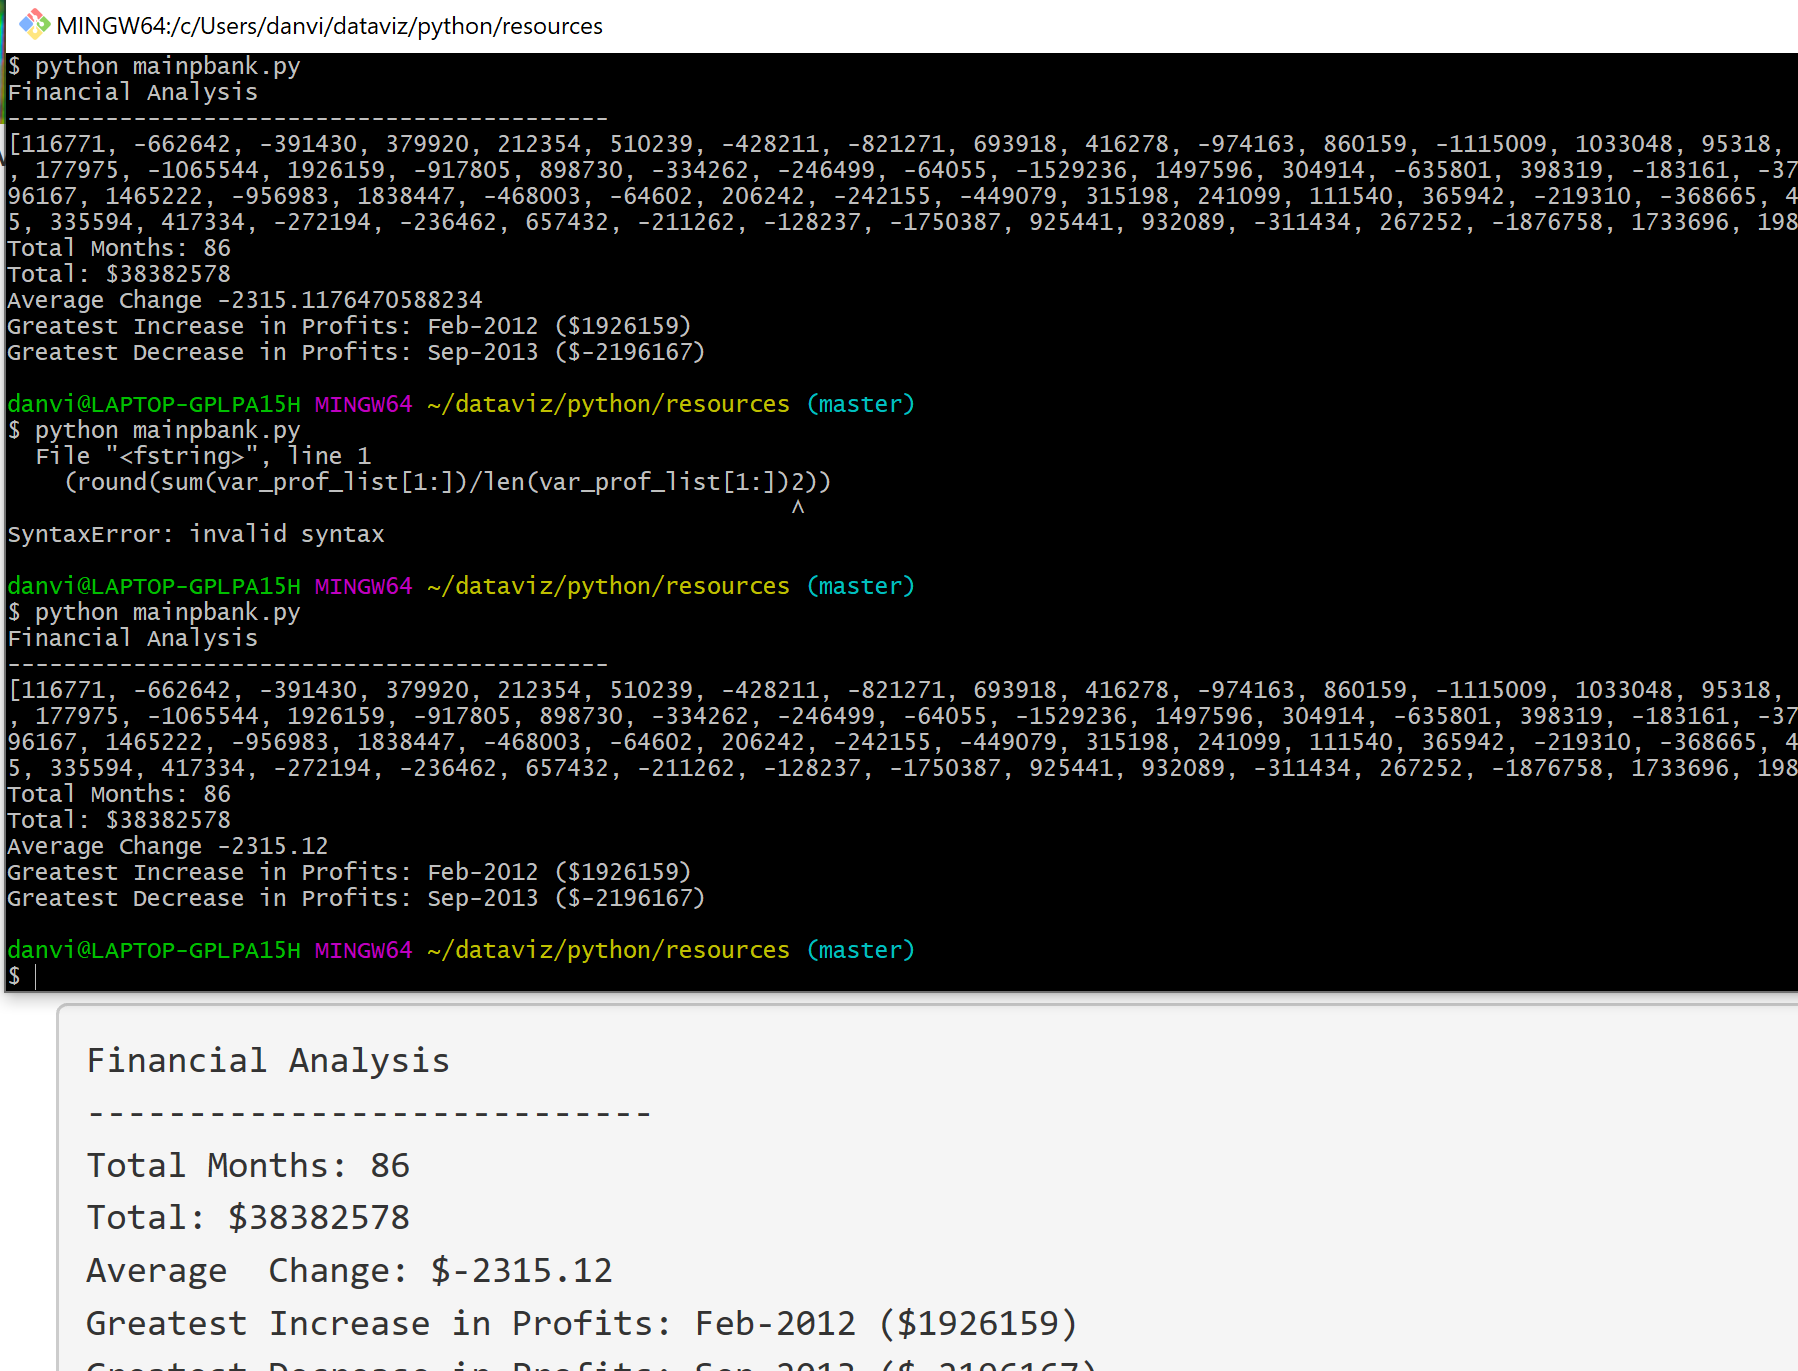 MINGW64:/c/Users/danvi/dataviz/python/resources
$ python mainpbank.py
Financial Analysis
-------------------------------------------
[116771, -662642, -391430, 379920, 212354, 510239, -428211, -821271, 693918, 416278, -974163, 860159, -1115009, 1033048, 95318,
, 177975, -1065544, 1926159, -917805, 898730, -334262, -246499, -64055, -1529236, 1497596, 304914, -635801, 398319, -183161, -37
96167, 1465222, -956983, 1838447, -468003, -64602, 206242, -242155, -449079, 315198, 241099, 111540, 365942, -219310, -368665, 4
5, 335594, 417334, -272194, -236462, 657432, -211262, -128237, -1750387, 925441, 932089, -311434, 267252, -1876758, 1733696, 198
Total Months: 86
Total: $38382578
Average Change -2315.1176470588234
Greatest Increase in Profits: Feb-2012 ($1926159)
Greatest Decrease in Profits: Sep-2013 ($-2196167)
danvi@LAPTOP-GPLPA15H MINGW64 ~/dataviz/python/resources (master)
$ python mainpbank.py
File "<fstring>", line 1
(round(sum(var_prof_list[1:])/len(var_prof_list[1:])2))
^
SyntaxError: invalid syntax
danvi@LAPTOP-GPLPA15H MINGW64 ~/dataviz/python/resources (master)
$ python mainpbank.py
Financial Analysis
-------------------------------------------
[116771, -662642, -391430, 379920, 212354, 510239, -428211, -821271, 693918, 416278, -974163, 860159, -1115009, 1033048, 95318,
, 177975, -1065544, 1926159, -917805, 898730, -334262, -246499, -64055, -1529236, 1497596, 304914, -635801, 398319, -183161, -37
96167, 1465222, -956983, 1838447, -468003, -64602, 206242, -242155, -449079, 315198, 241099, 111540, 365942, -219310, -368665, 4
5, 335594, 417334, -272194, -236462, 657432, -211262, -128237, -1750387, 925441, 932089, -311434, 267252, -1876758, 1733696, 198
Total Months: 86
Total: $38382578
Average Change -2315.12
Greatest Increase in Profits: Feb-2012 ($1926159)
Greatest Decrease in Profits: Sep-2013 ($-2196167)
danvi@LAPTOP-GPLPA15H MINGW64 ~/dataviz/python/resources (master)
$
Financial Analysis
----------------------------
Total Months: 86
Total: $38382578
Average  Change: $-2315.12
Greatest Increase in Profits: Feb-2012 ($1926159)
Greatest Decrease in Profits: Sep-2013 ($-2196167)